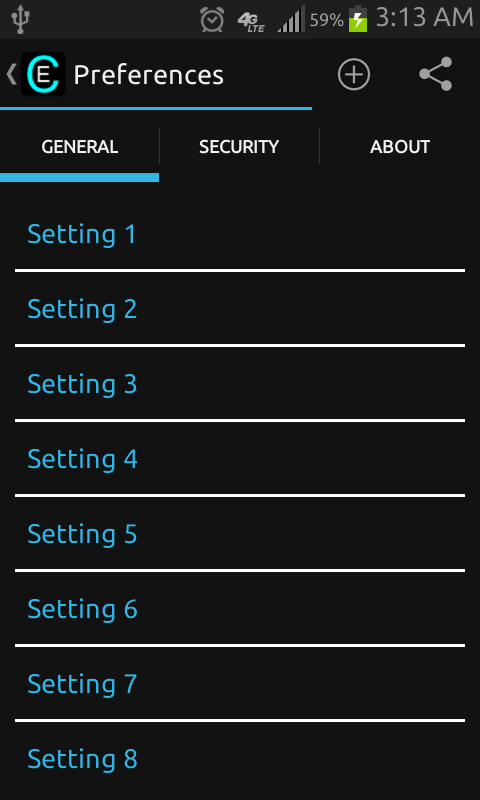 4G LTE 59% 3:13 AM
CE Preferences
GENERAL SECURITY ABOUT
Setting 1
Setting 2
Setting 3
Setting 4
Setting 5
Setting 6
Setting 7
Setting 8